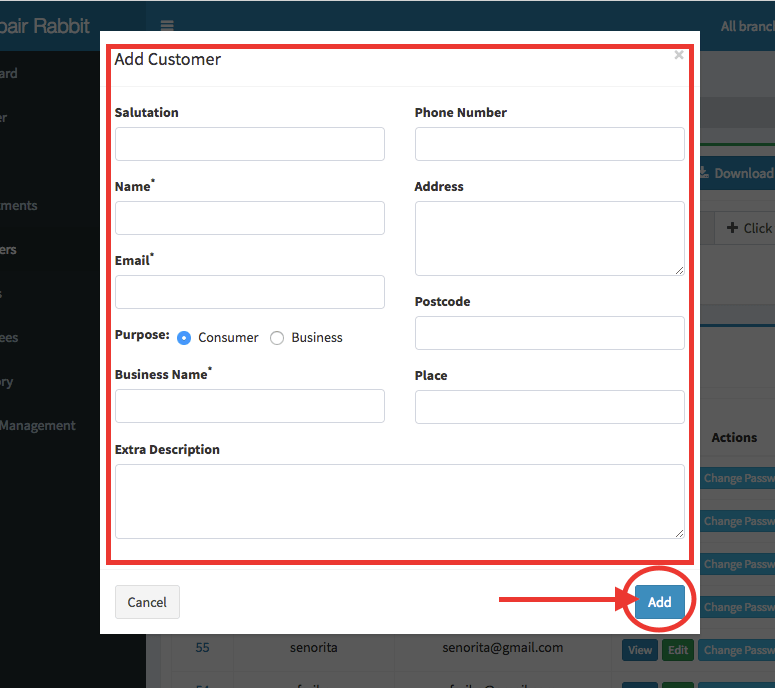 pair Rabbit
All branc
Add Customer
×
ard
Salutation
Phone Number
er
Name*
Address
Download
tments
ers
Click
Email*
s
Postcode
Purpose: Consumer Business
ees
Business Name*
Place
ory
Management
Actions
Extra Description
Change Passw
Change Passw
Change Passw
Cancel
Add
Change Passw
55 senorita senorita@gmail.com View Edit Change Passw